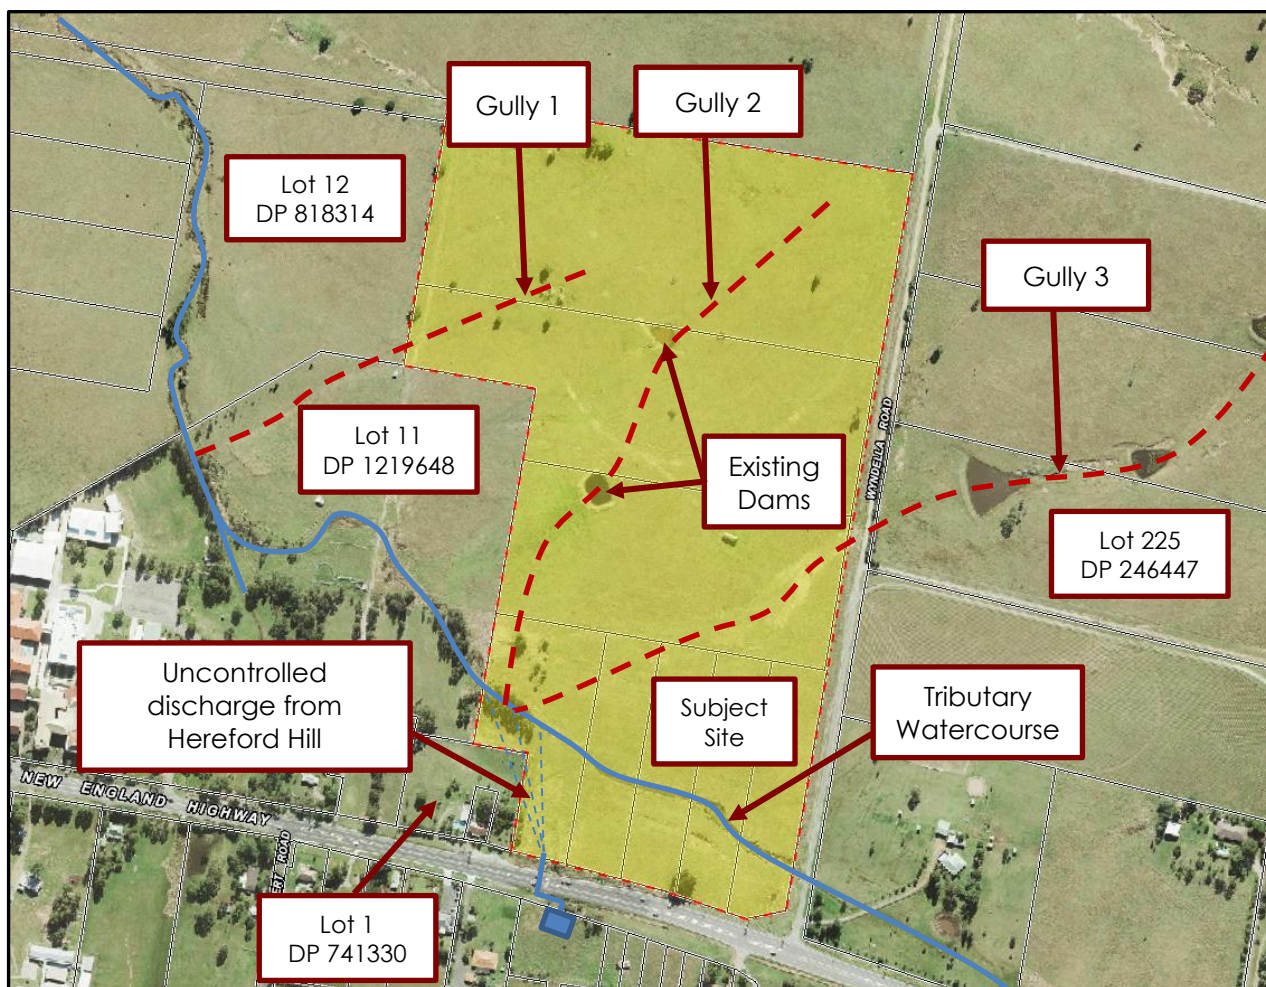 Gully 1
Gully 2
Lot 12
DP 818314
Gully 3
Lot 11
DP 1219648
Existing
Dams
WYNDELLA ROAD
Lot 225
DP 246447
Uncontrolled
discharge from
Hereford Hill
Subject
Site
Tributary
Watercourse
NEW ENGLAND HIGHWAY
ROAD
Lot 1
DP 741330